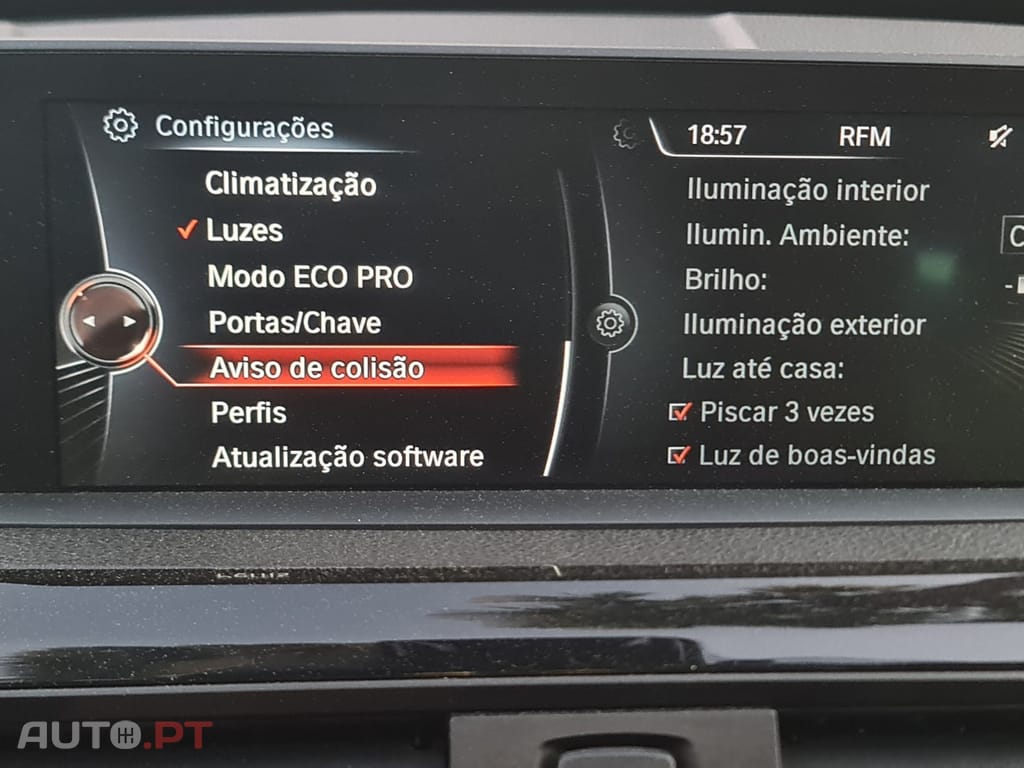 Configurações
Climatização
Luzes
Modo ECO PRO
Portas/Chave
Aviso de colisão
Perfis
Atualização software
18:57 RFM
Iluminação interior
Ilumin. Ambiente:
Brilho:
Iluminação exterior
Luz até casa:
Piscar 3 vezes
Luz de boas-vindas
AUTO.PT